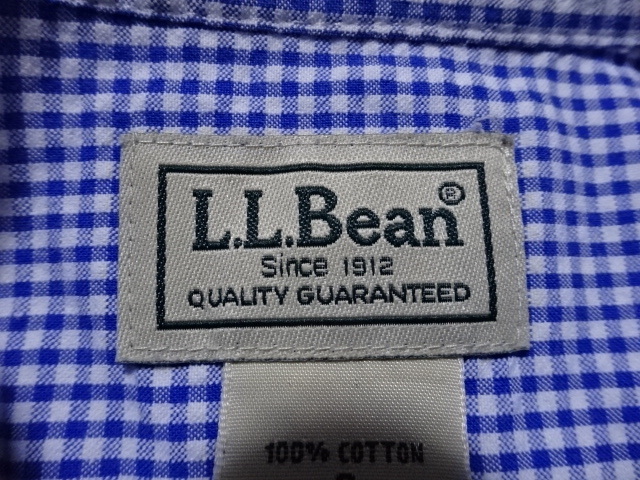 L.L.Bean®
Since 1912
QUALITY GUARANTEED
100% COTTON